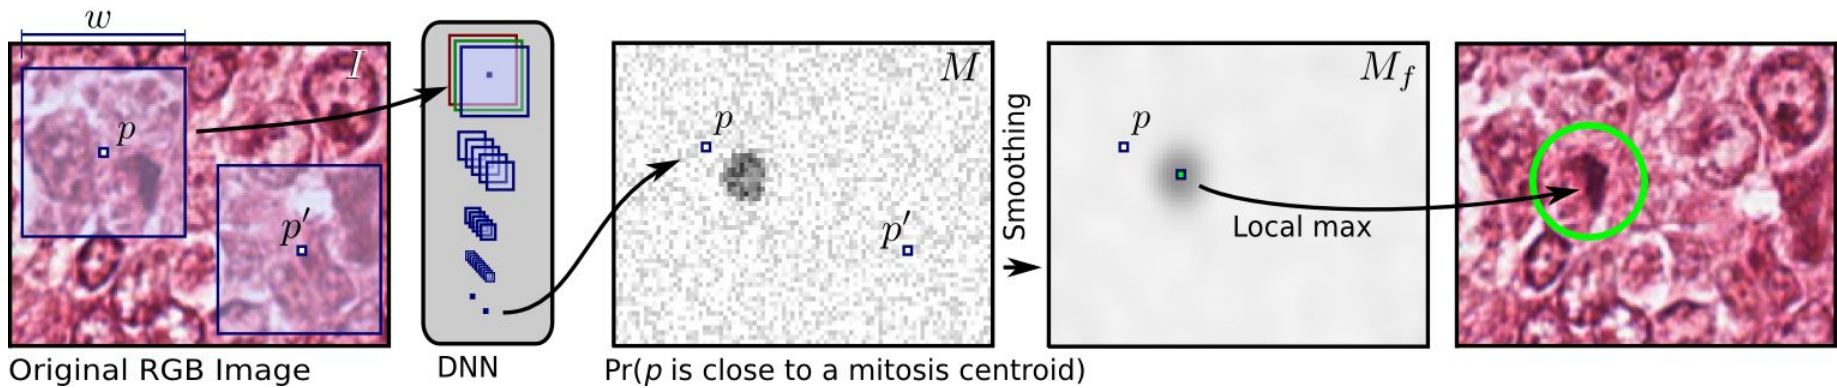 w
I
p
p′
Original RGB Image
DNN
M
p
p′
Pr(p is close to a mitosis centroid)
Smoothing
M_f
p
Local max